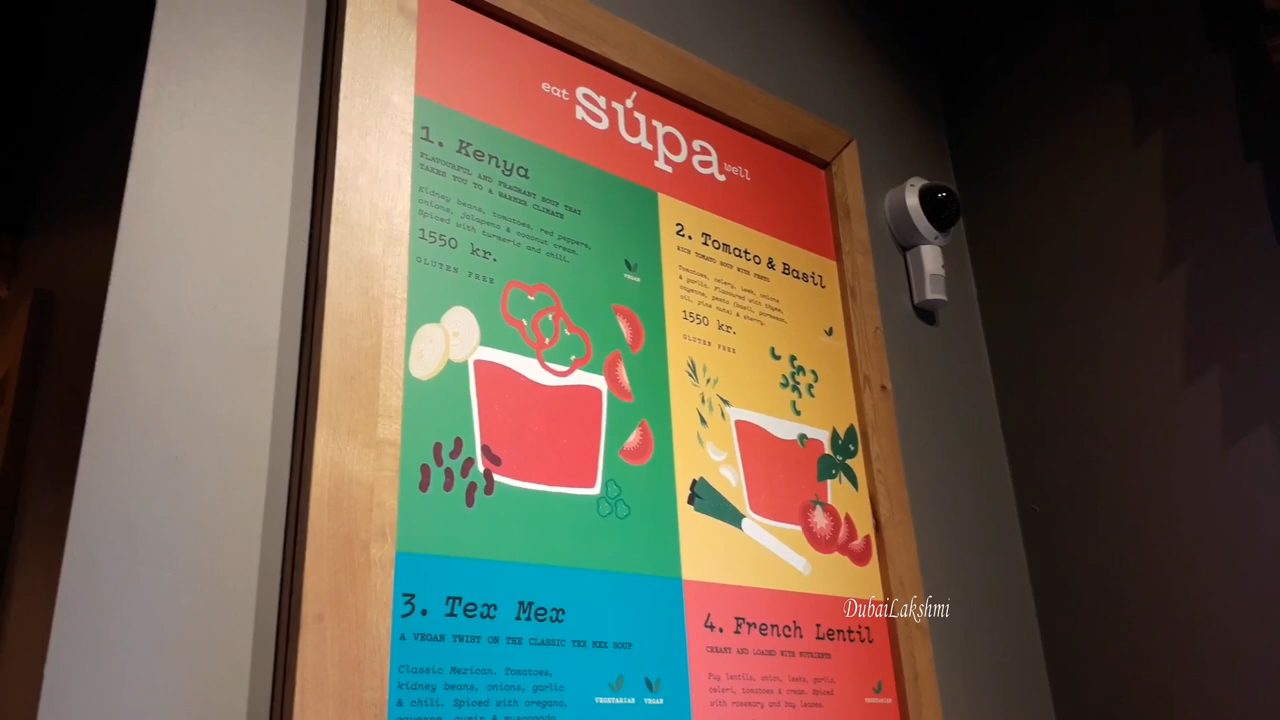 eat súpa well
1. Kenya
FLAVOURFUL AND FRAGRANT SOUP THAT
TAKES YOU TO A WARMER CLIMATE
Kidney beans, tomatoes, red peppers,
onions, jalapeno & coconut cream.
Spiced with turmeric and chili.
1550 kr.
GLUTEN FREE
VEGAN
2. Tomato & Basil
RICH TOMATO SOUP WITH PESTO
Tomatoes, celery, leek, onions
& garlic. Flavoured with thyme,
cayenne, pesto (basil, parmesan,
oil, pine nuts) & sherry.
1550 kr.
GLUTEN FREE
3. Tex Mex
A VEGAN TWIST ON THE CLASSIC TEX MEX SOUP
Classic Mexican. Tomatoes,
kidney beans, onions, garlic
& chili. Spiced with oregano,
cayenne, cumin & muscovado
VEGETARIAN VEGAN
4. French Lentil
CREAMY AND LOADED WITH NUTRIENTS
Puy lentils, onion, leeks, garlic,
celeri, tomatoes & cream. Spiced
with rosemary and bay leaves.
VEGETARIAN
DubaiLakshmi